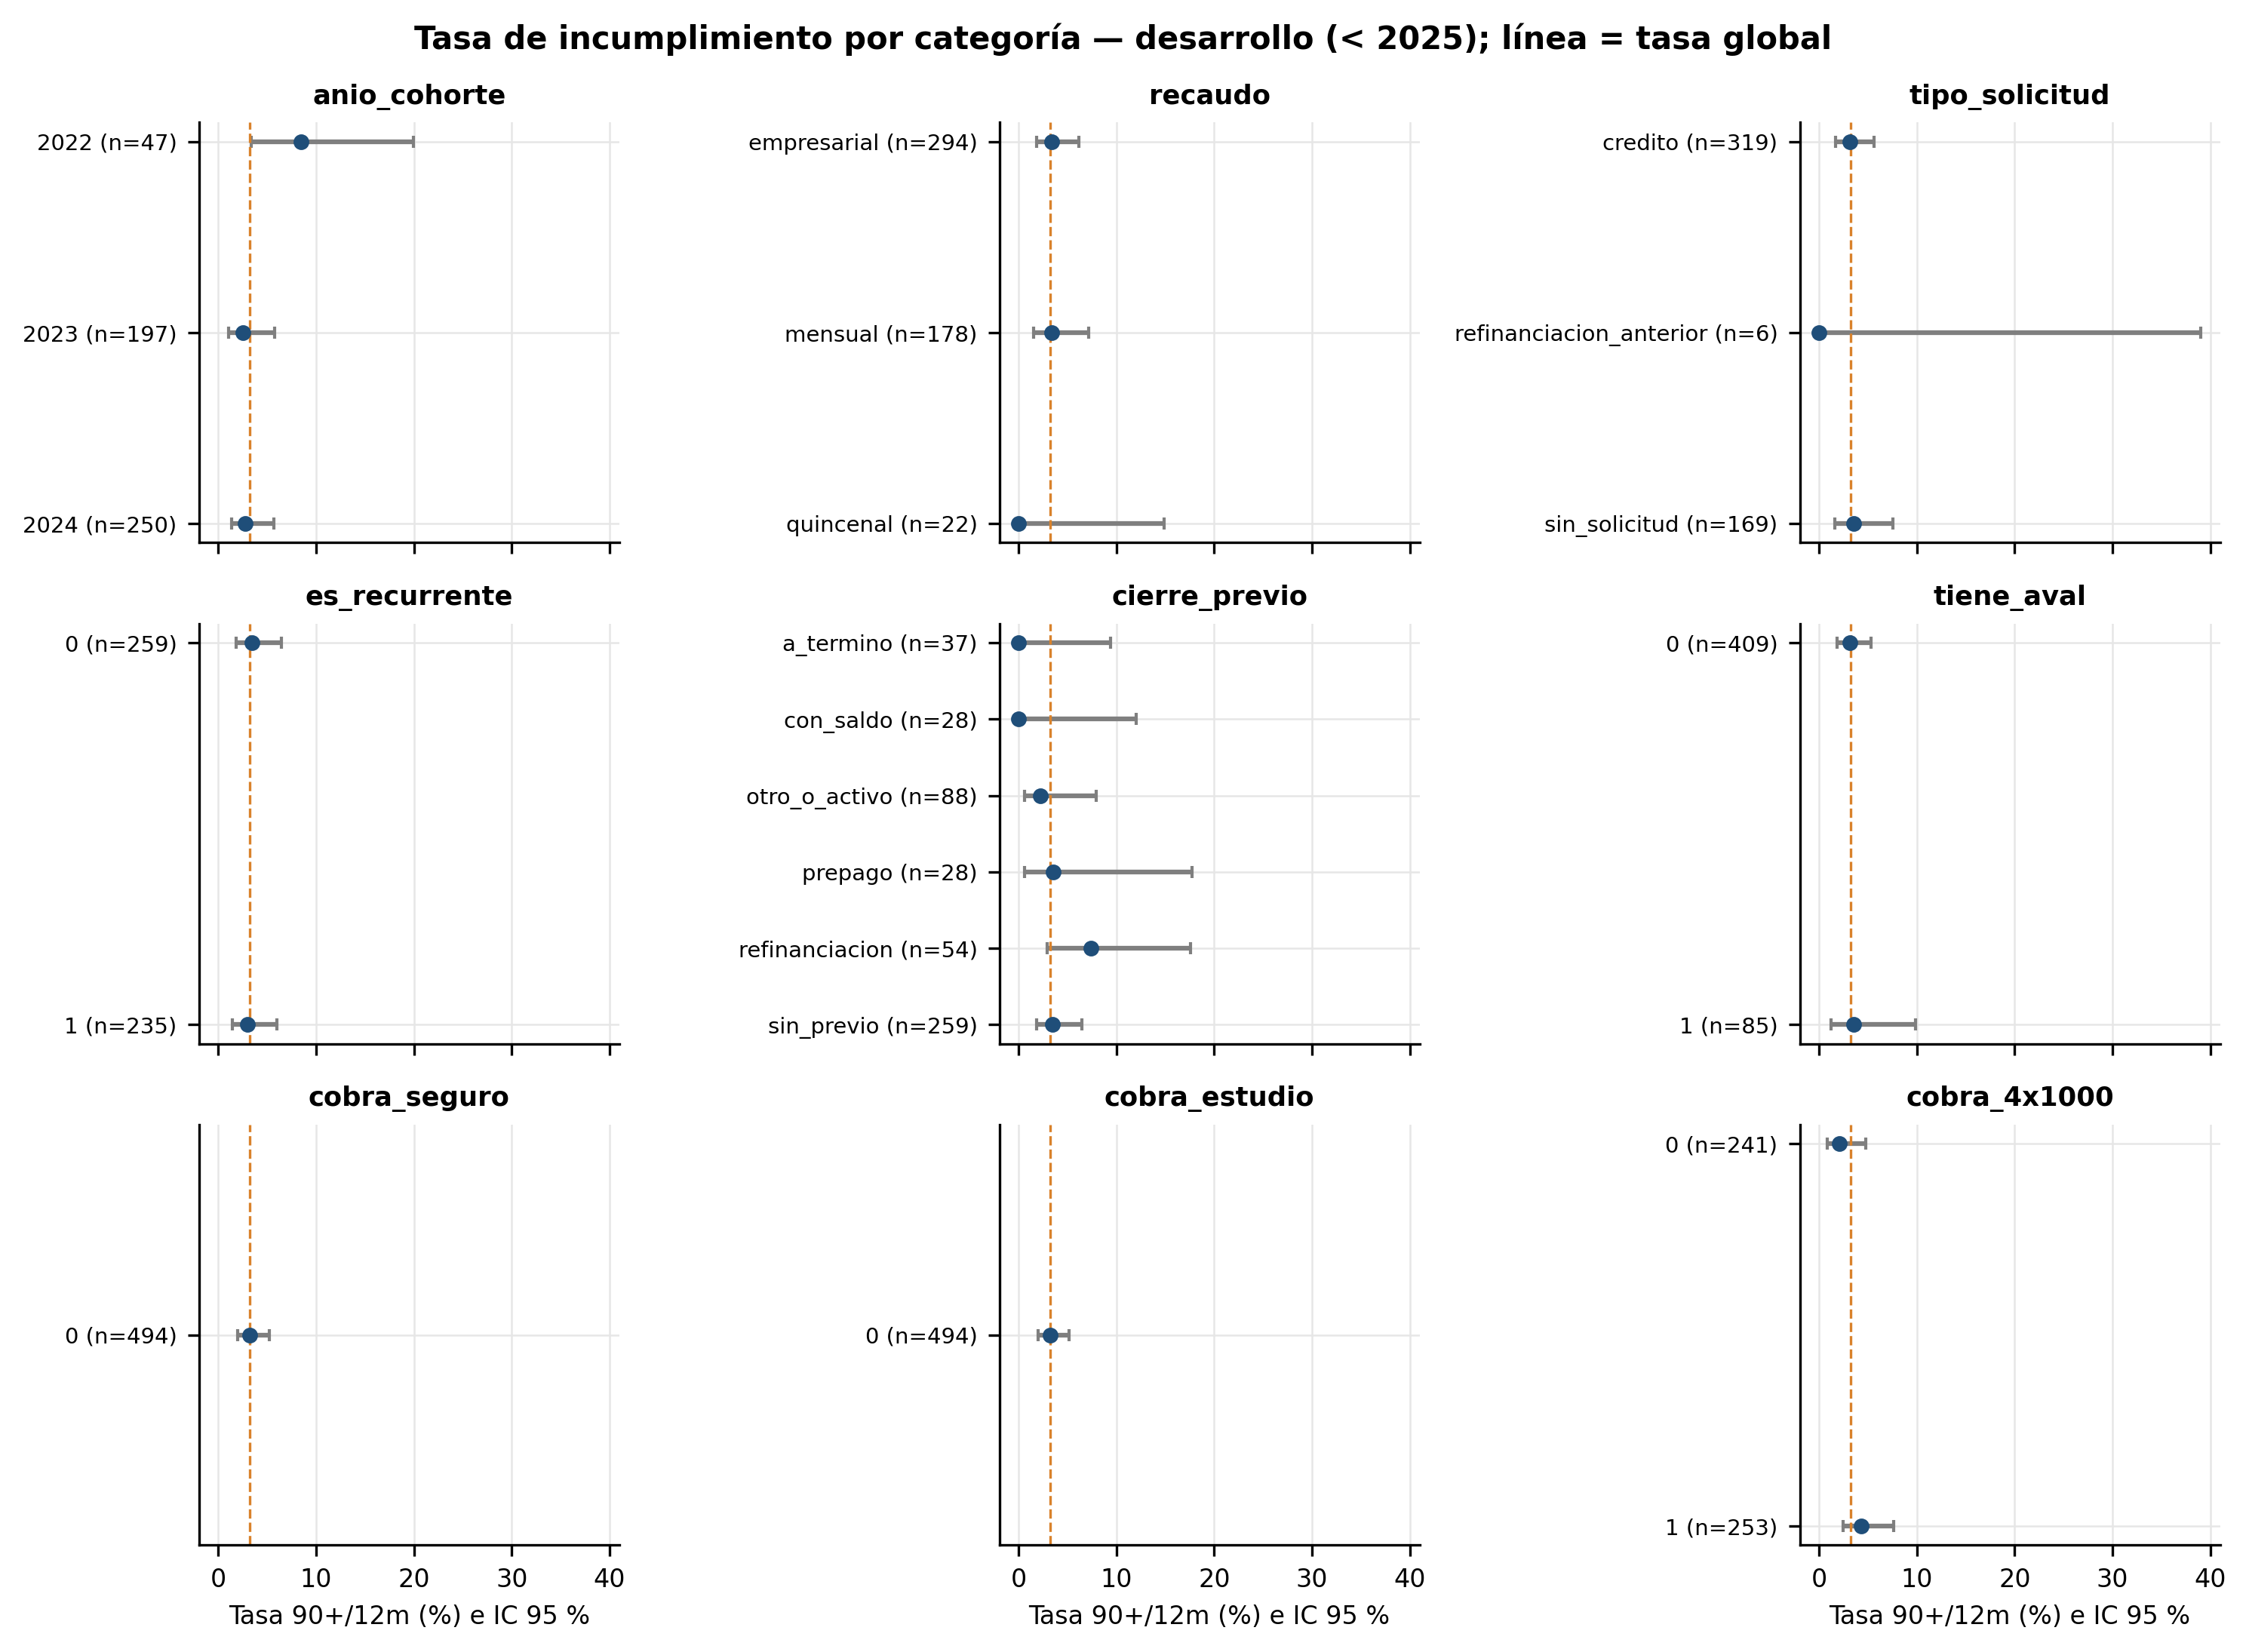 Tasa de incumplimiento por categoría — desarrollo (< 2025); línea = tasa global
anio_cohorte
2022 (n=47)
2023 (n=197)
2024 (n=250)
recaudo
empresarial (n=294)
mensual (n=178)
quincenal (n=22)
tipo_solicitud
credito (n=319)
refinanciacion_anterior (n=6)
sin_solicitud (n=169)
es_recurrente
0 (n=259)
1 (n=235)
cierre_previo
a_termino (n=37)
con_saldo (n=28)
otro_o_activo (n=88)
prepago (n=28)
refinanciacion (n=54)
sin_previo (n=259)
tiene_aval
0 (n=409)
1 (n=85)
cobra_seguro
0 (n=494)
0 10 20 30 40
Tasa 90+/12m (%) e IC 95 %
cobra_estudio
0 (n=494)
0 10 20 30 40
Tasa 90+/12m (%) e IC 95 %
cobra_4x1000
0 (n=241)
1 (n=253)
0 10 20 30 40
Tasa 90+/12m (%) e IC 95 %